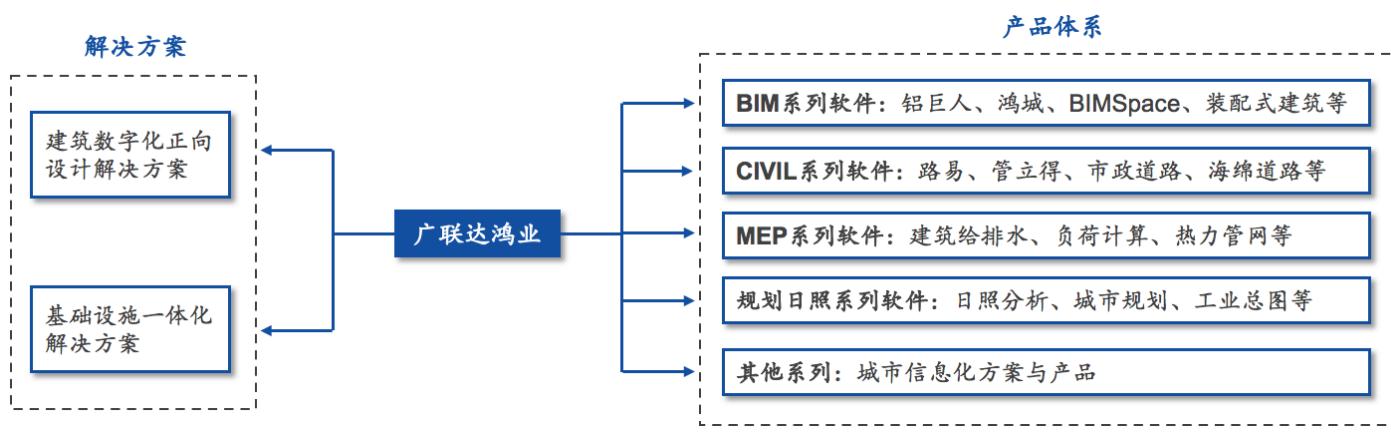 解决方案
建筑数字化正向
设计解决方案
基础设施一体化
解决方案
广联达鸿业
产品体系
BIM系列软件：铝巨人、鸿城、BIMSpace、装配式建筑等
CIVIL系列软件：路易、管立得、市政道路、海绵道路等
MEP系列软件：建筑给排水、负荷计算、热力管网等
规划日照系列软件：日照分析、城市规划、工业总图等
其他系列：城市信息化方案与产品